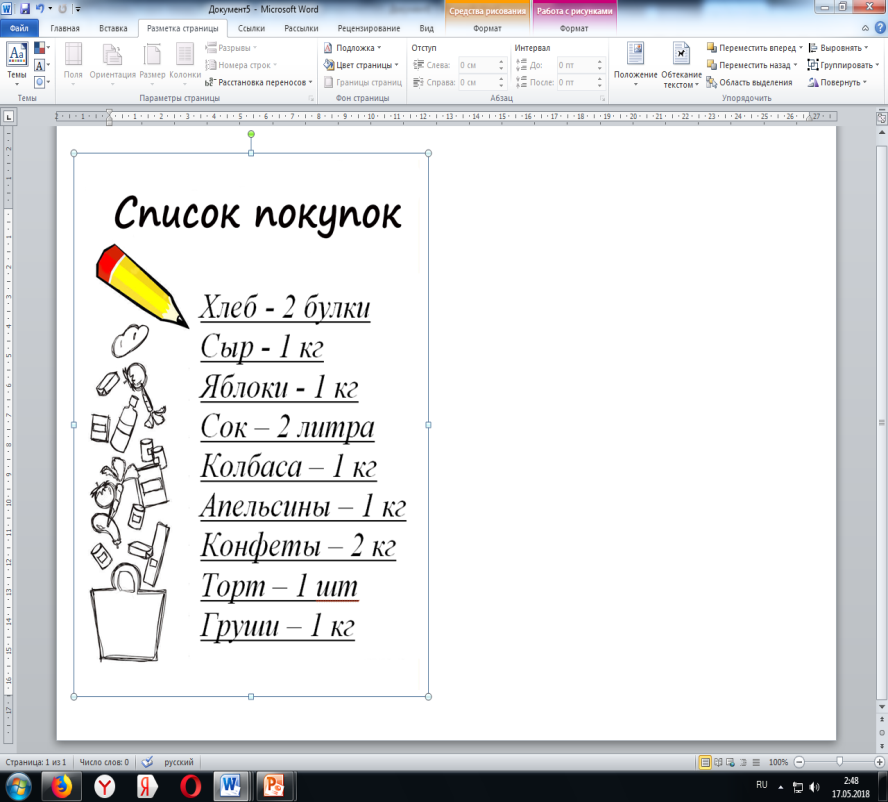 Документ5 - Microsoft Word
Средства рисования
Работа с рисунками
Файл
Главная
Вставка
Разметка страницы
Ссылки
Рассылки
Рецензирование
Вид
Формат
Формат
Темы
Поля
Ориентация
Размер
Колонки
Разрывы
Номера строк
Расстановка переносов
Подложка
Цвет страницы
Границы страниц
Отступ
Слева: 0 см
Справа: 0 см
Интервал
До: 0 пт
После: 0 пт
Положение
Обтекание текстом
Переместить вперед
Переместить назад
Область выделения
Выровнять
Группировать
Повернуть
Темы
Параметры страницы
Фон страницы
Абзац
Упорядочить
Список покупок
Хлеб - 2 булки
Сыр - 1 кг
Яблоки - 1 кг
Сок – 2 литра
Колбаса – 1 кг
Апельсины – 1 кг
Конфеты – 2 кг
Торт – 1 шт
Груши – 1 кг
Страница: 1 из 1
Число слов: 0
русский
100%
RU
2:48
17.05.2018